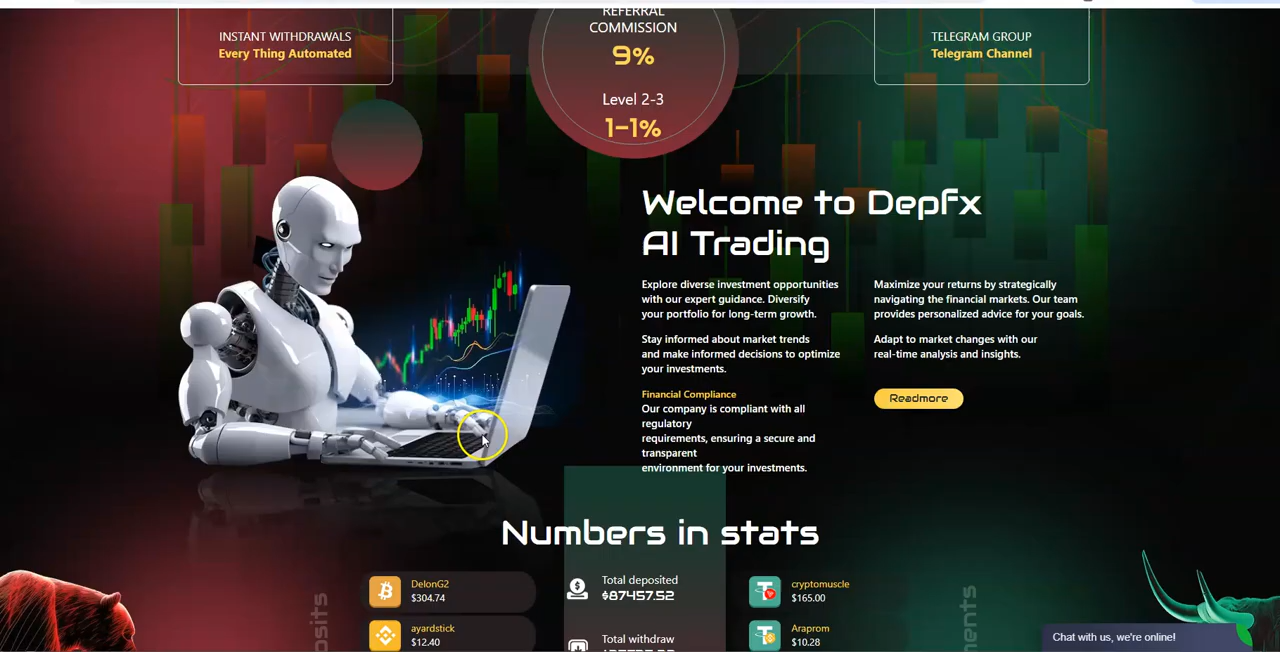 INSTANT WITHDRAWALS
Every Thing Automated
REFERRAL
COMMISSION
9%
Level 2-3
1-1%
TELEGRAM GROUP
Telegram Channel
Welcome to Depfx
AI Trading
Explore diverse investment opportunities
with our expert guidance. Diversify
your portfolio for long-term growth.
Stay informed about market trends
and make informed decisions to optimize
your investments.
Financial Compliance
Our company is compliant with all
regulatory
requirements, ensuring a secure and
transparent
environment for your investments.
Maximize your returns by strategically
navigating the financial markets. Our team
provides personalized advice for your goals.
Adapt to market changes with our
real-time analysis and insights.
Readmore
Numbers in stats
DelonG2
$304.74
ayardstick
$12.40
Total deposited
$87457.52
Total withdraw
cryptomuscle
$165.00
Araprom
$10.28
Chat with us, we're online!